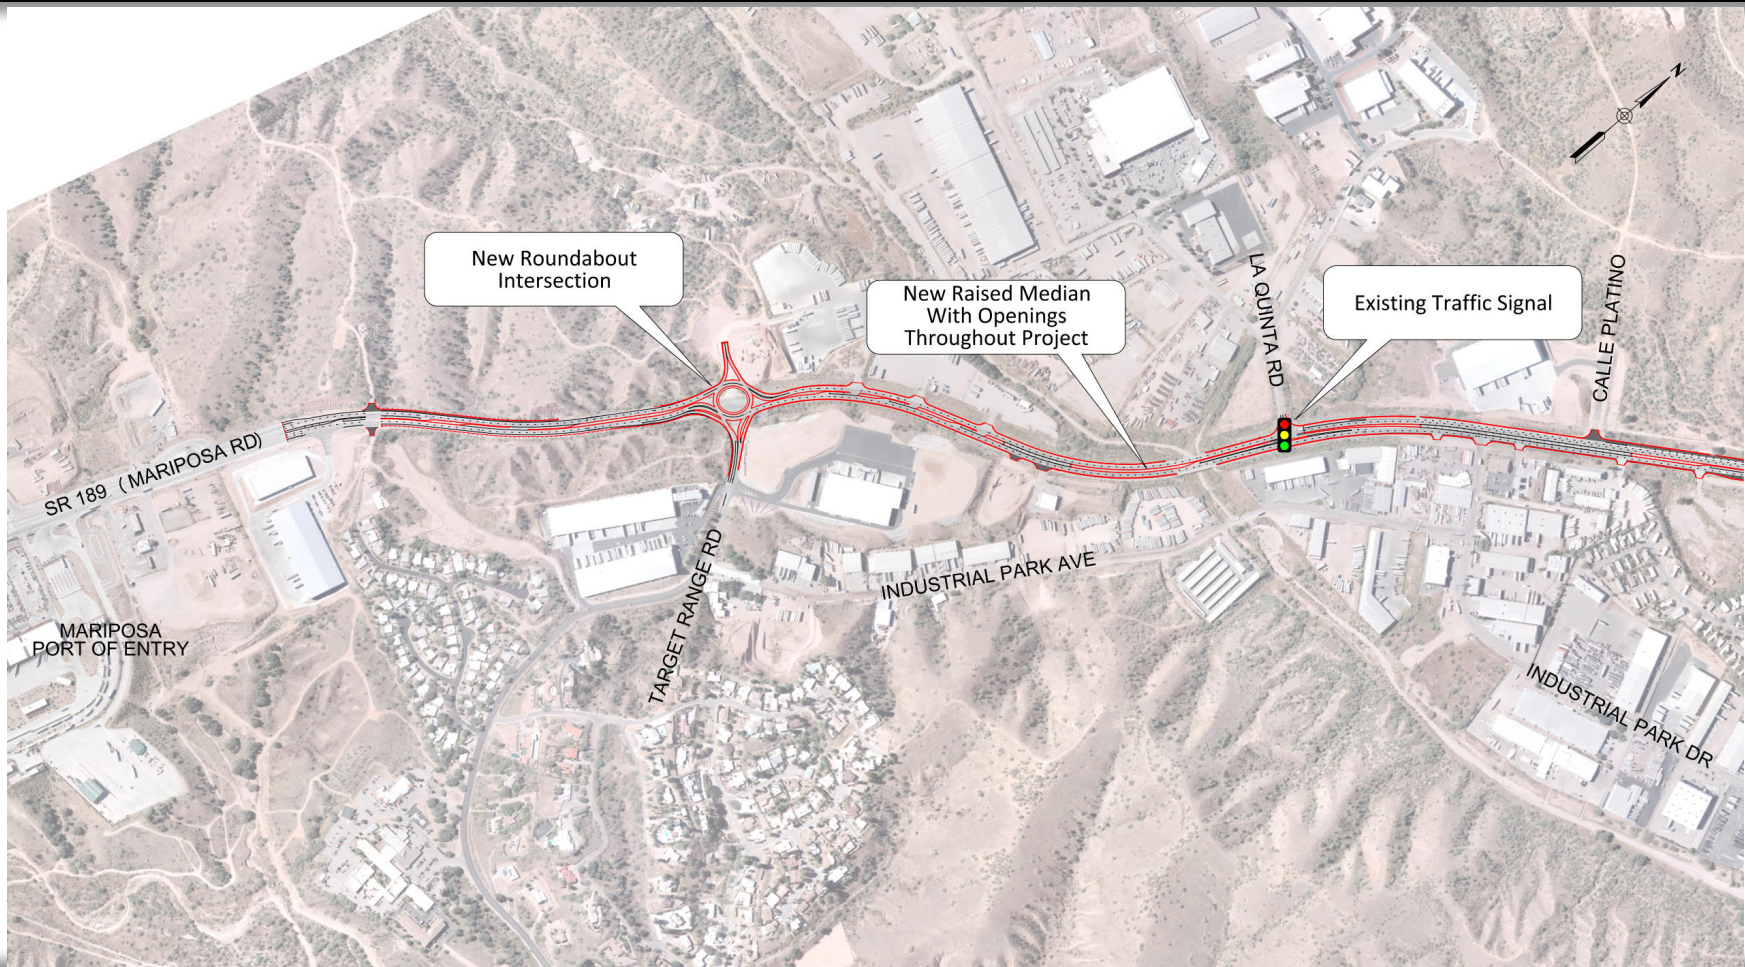 N
New Roundabout
Intersection
New Raised Median
With Openings
Throughout Project
LA QUINTA RD
Existing Traffic Signal
CALLE PLATINO
SR 189 (MARIPOSA RD)
TARGET RANGE RD
INDUSTRIAL PARK AVE
MARIPOSA
PORT OF ENTRY
INDUSTRIAL PARK DR